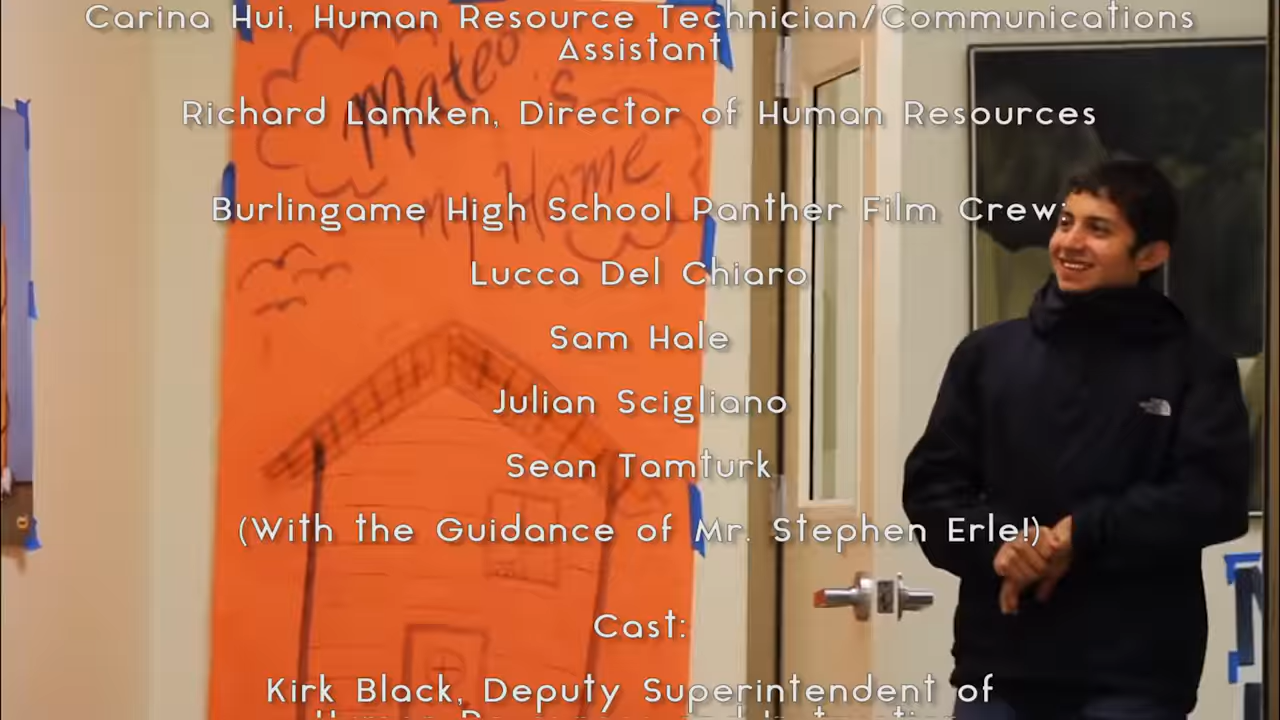 Carina Hui, Human Resource Technician/Communications
Assistant
Richard Lamken, Director of Human Resources
Burlingame High School Panther Film Crew:
Lucca Del Chiaro
Sam Hale
Julian Scigliano
Sean Tamturk
(With the Guidance of Mr. Stephen Erle!)
Cast:
Kirk Black, Deputy Superintendent of
Mateo
is
my Home
THE NORTH FACE